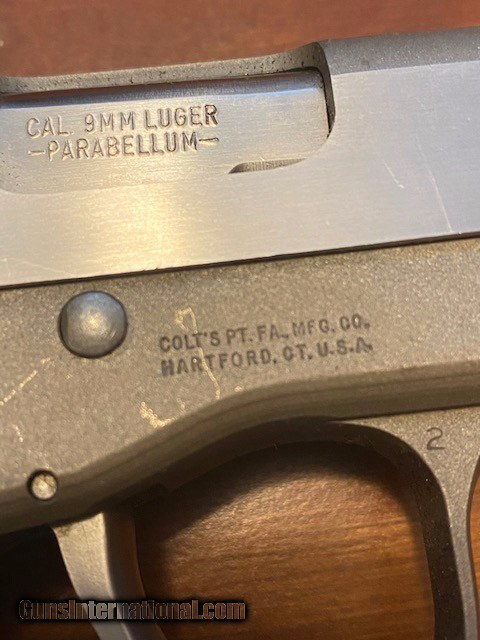 CAL. 9MM LUGER
-PARABELLUM-
COLT'S PT. FA. MFG. CO.
HARTFORD, CT. U.S.A.
2
GunsInternational.com